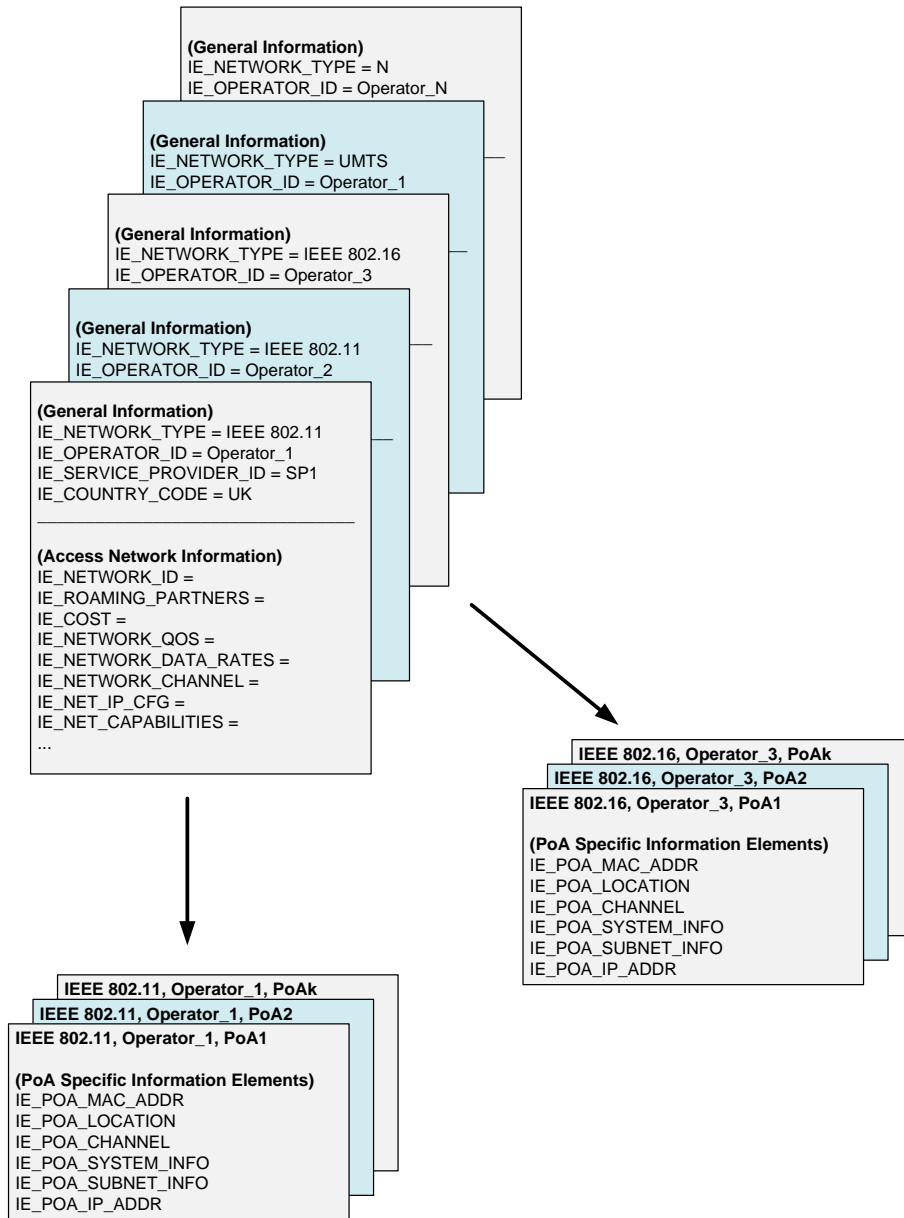 (General Information)
IE_NETWORK_TYPE = N
IE_OPERATOR_ID = Operator_N
(General Information)
IE_NETWORK_TYPE = UMTS
IE_OPERATOR_ID = Operator_1
(General Information)
IE_NETWORK_TYPE = IEEE 802.16
IE_OPERATOR_ID = Operator_3
(General Information)
IE_NETWORK_TYPE = IEEE 802.11
IE_OPERATOR_ID = Operator_2
(General Information)
IE_NETWORK_TYPE = IEEE 802.11
IE_OPERATOR_ID = Operator_1
IE_SERVICE_PROVIDER_ID = SP1
IE_COUNTRY_CODE = UK
(Access Network Information)
IE_NETWORK_ID =
IE_ROAMING_PARTNERS =
IE_COST =
IE_NETWORK_QOS =
IE_NETWORK_DATA_RATES =
IE_NETWORK_CHANNEL =
IE_NET_IP_CFG =
IE_NET_CAPABILITIES =
...
IEEE 802.16, Operator_3, PoAk
IEEE 802.16, Operator_3, PoA2
IEEE 802.16, Operator_3, PoA1
(PoA Specific Information Elements)
IE_POA_MAC_ADDR
IE_POA_LOCATION
IE_POA_CHANNEL
IE_POA_SYSTEM_INFO
IE_POA_SUBNET_INFO
IE_POA_IP_ADDR
IEEE 802.11, Operator_1, PoAk
IEEE 802.11, Operator_1, PoA2
IEEE 802.11, Operator_1, PoA1
(PoA Specific Information Elements)
IE_POA_MAC_ADDR
IE_POA_LOCATION
IE_POA_CHANNEL
IE_POA_SYSTEM_INFO
IE_POA_SUBNET_INFO
IE_POA_IP_ADDR